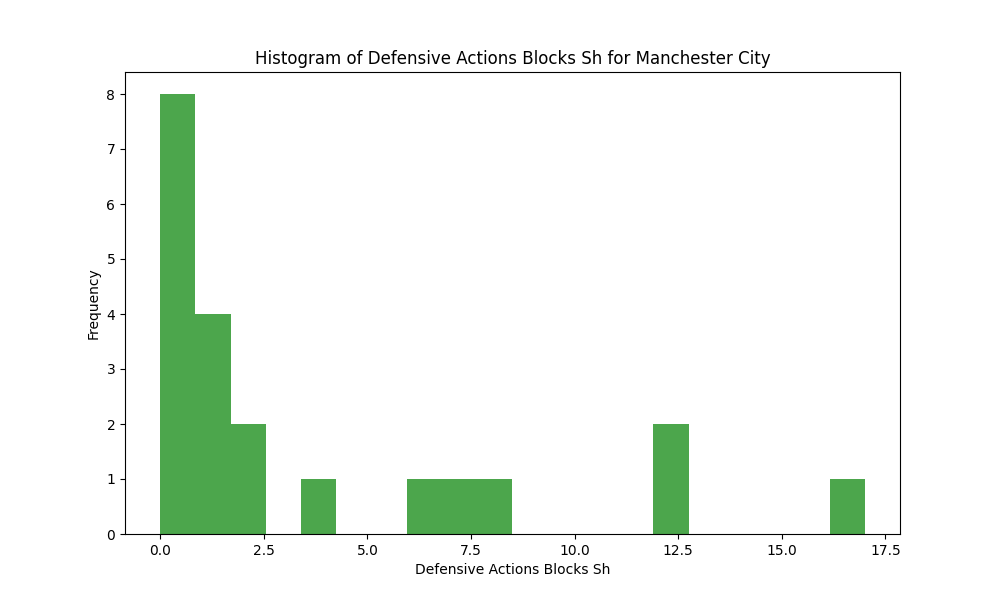 Histogram of Defensive Actions Blocks Sh for Manchester City
8
7
6
5
4
3
2
1
0
Frequency
0.0 2.5 5.0 7.5 10.0 12.5 15.0 17.5
Defensive Actions Blocks Sh